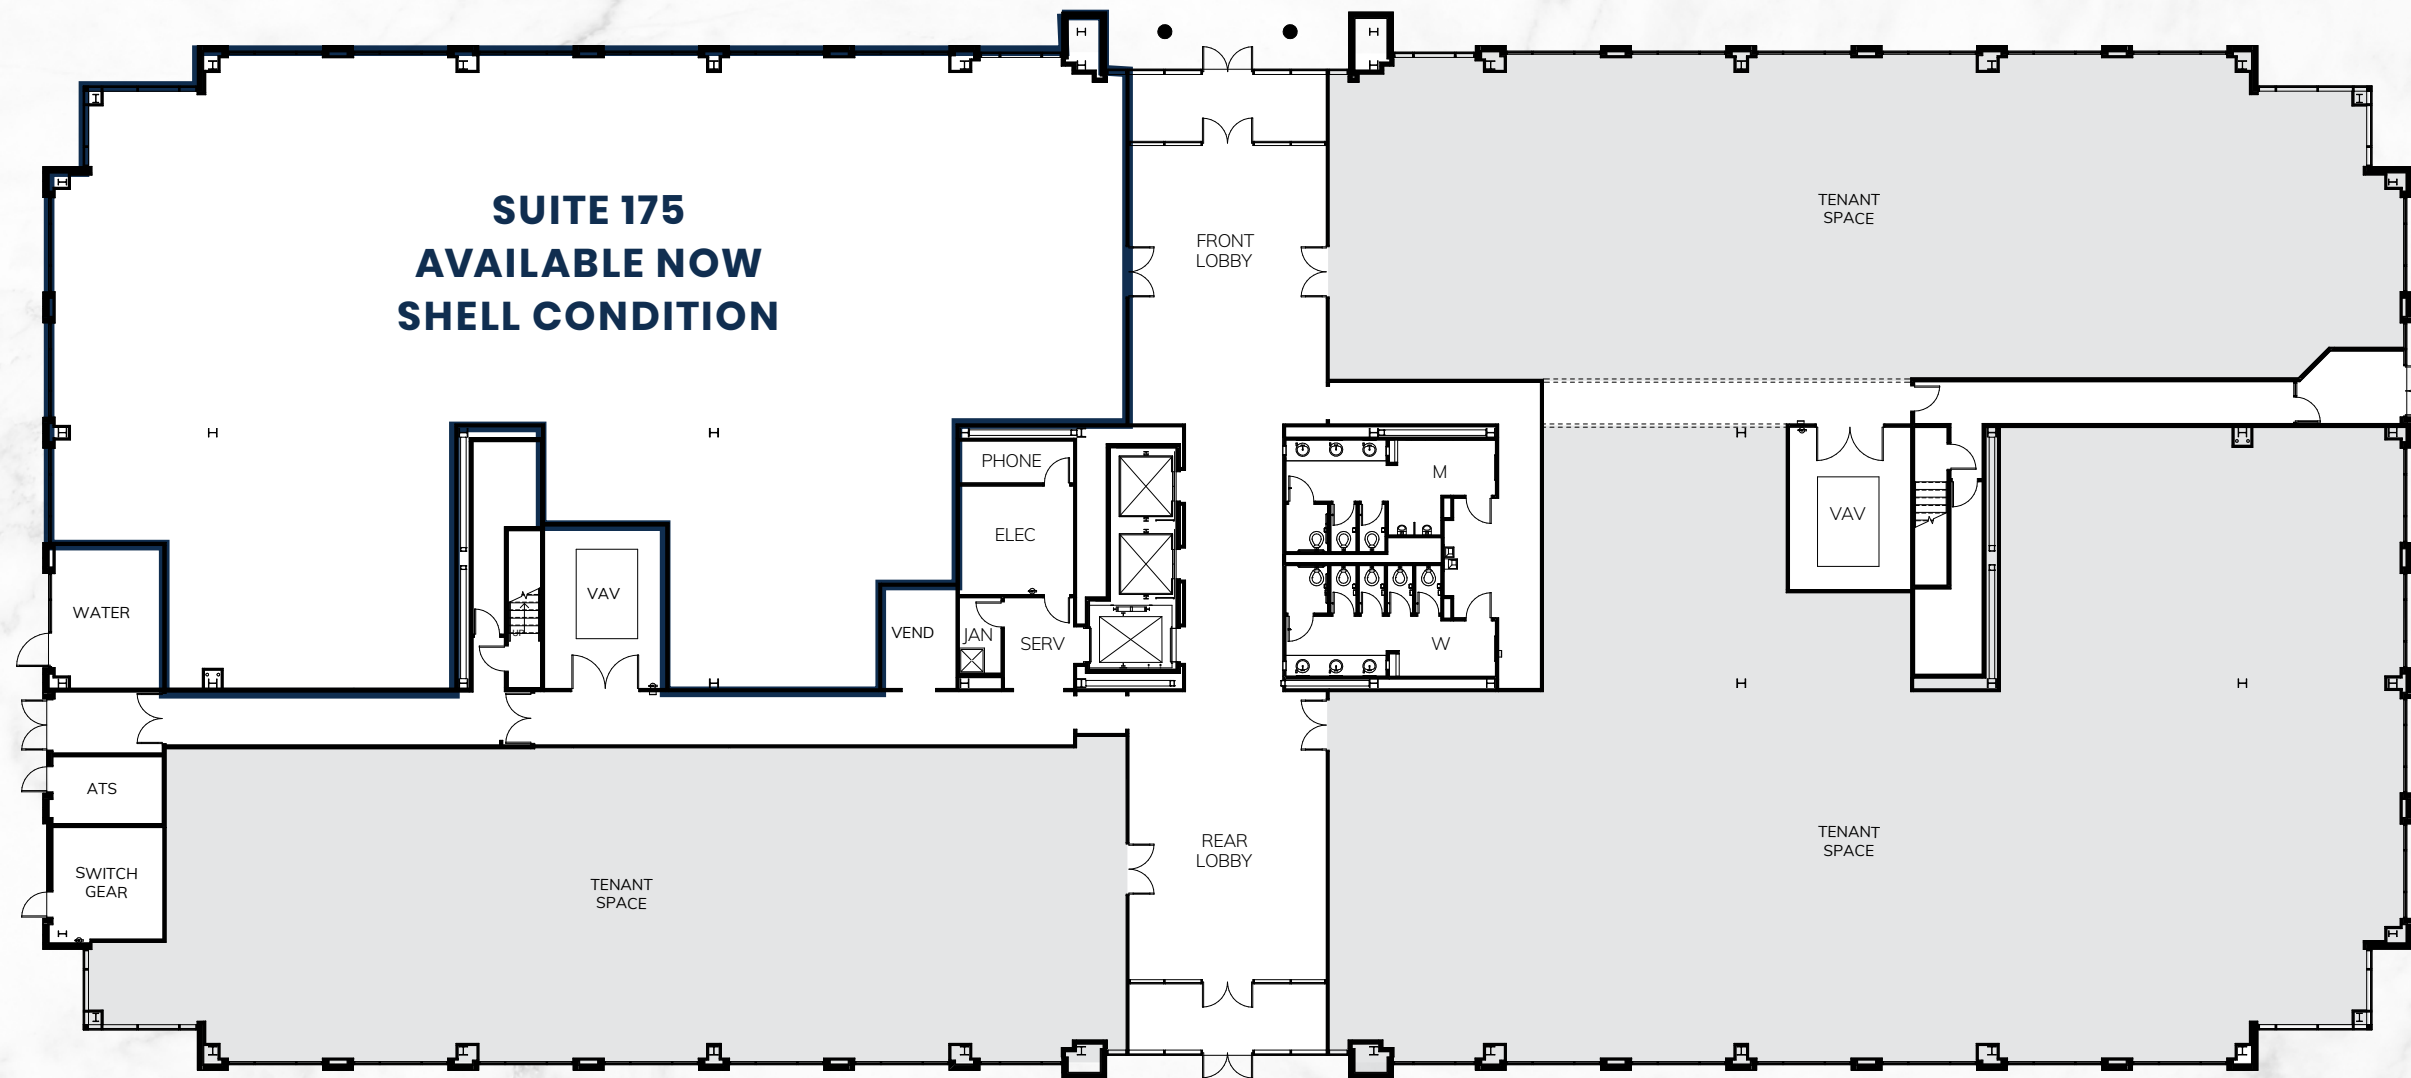 SUITE 175
AVAILABLE NOW
SHELL CONDITION
FRONT
LOBBY
TENANT
SPACE
PHONE
ELEC
M
VAV
WATER
VAV
VEND
JAN
SERV
W
UP
ATS
SWITCH
GEAR
TENANT
SPACE
REAR
LOBBY
TENANT
SPACE